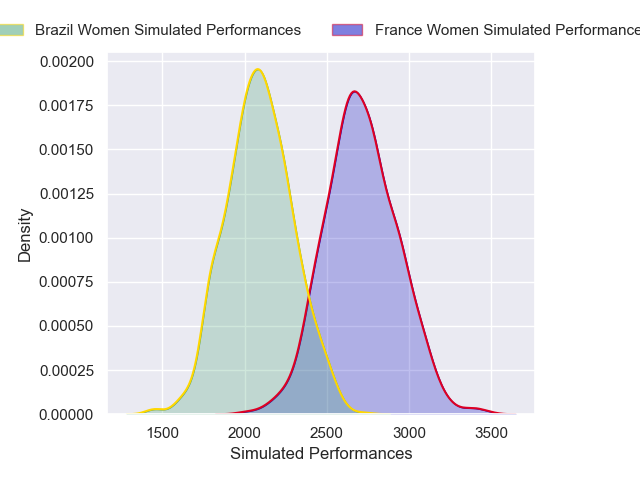 Brazil Women Simulated Performances
France Women Simulated Performance
0.00200
0.00175
0.00150
0.00125
0.00100
0.00075
0.00050
0.00025
0.00000
Density
1500 2000 2500 3000 3500
Simulated Performances